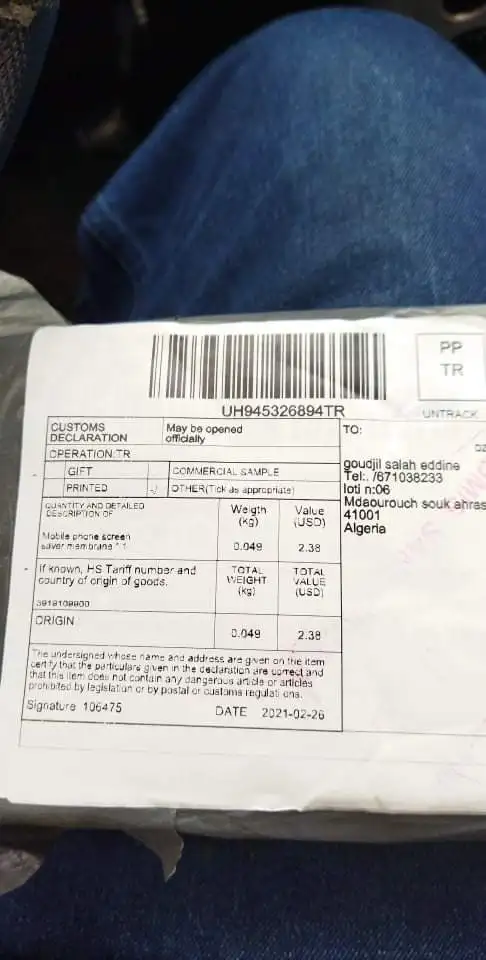 PP
TR
UH945326894TR
UNTRACK
CUSTOMS
DECLARATION
May be opened
officially
TO:
OPERATION:TR
GIFT
COMMERCIAL SAMPLE
PRINTED
OTHER(Tick as appropriate)
QUANTITY AND DETAILED
DESCRIPTION OF
Weigth
(kg)
Value
(USD)
Mobile phone screen
saver membrane
0.049
2.38
If known, HS Tariff number and
country of origin of goods.
3919109900
TOTAL
WEIGHT
(kg)
TOTAL
VALUE
(USD)
ORIGIN
0.049
2.38
The undersigned whose name and address are given on the item
certify that the particulars given in the declaration are correct and
that this item does not contain any dangerous article or articles
prohibited by legislation or by postal or customs regulations.
Signature 106475
DATE 2021-02-26
DZ
goudjil salah eddine
Tel:. /671038233
loti n:06
Mdaourouch souk ahras
41001
Algeria